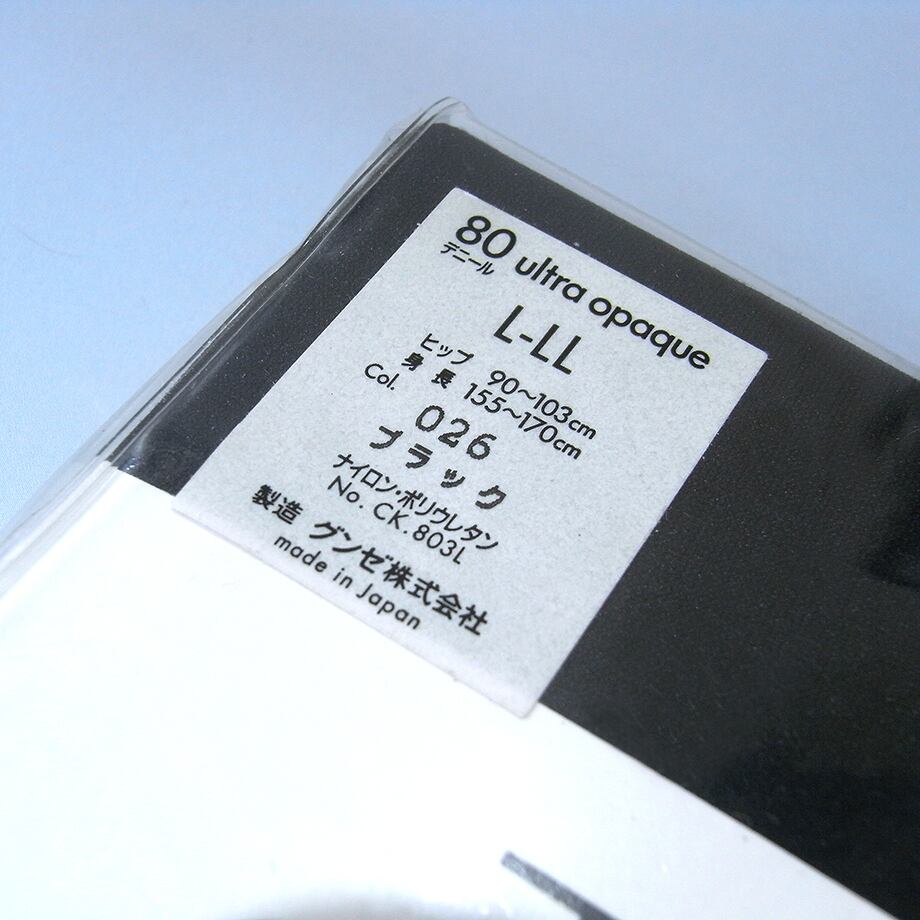 80 ultra opaque
デニール
L-LL
ヒップ 90~103cm
身長 155~170cm
Col. 026
ブラック
ナイロン・ポリウレタン
No. CK. 803L
製造 グンゼ株式会社
made in Japan